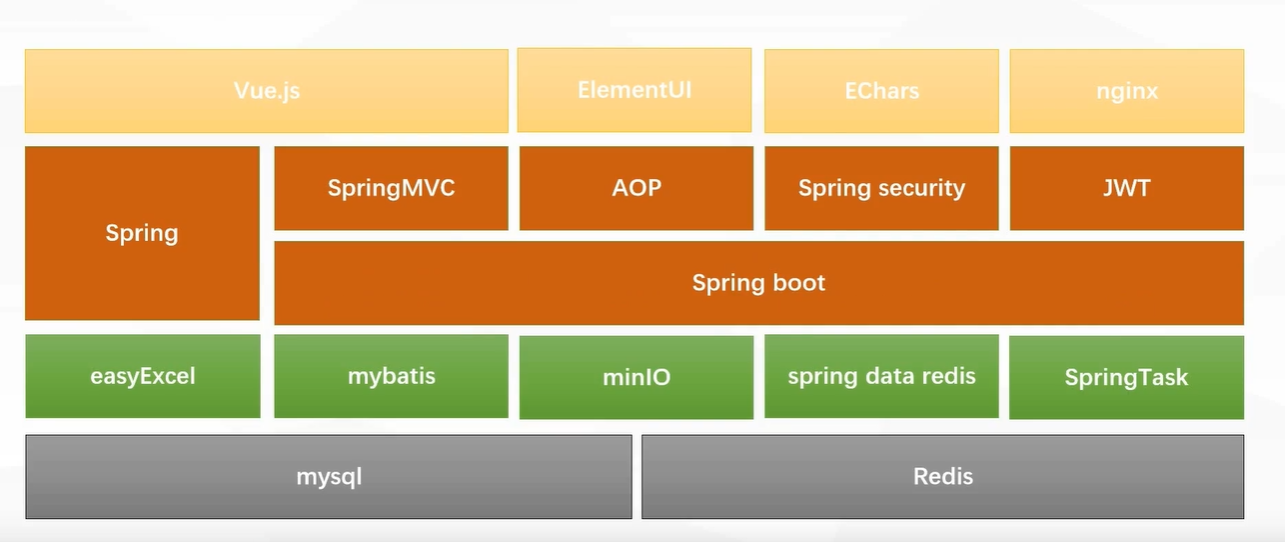 Vue.js
ElementUI
EChars
nginx
Spring
SpringMVC
AOP
Spring security
JWT
Spring boot
easyExcel
mybatis
minIO
spring data redis
SpringTask
mysql
Redis